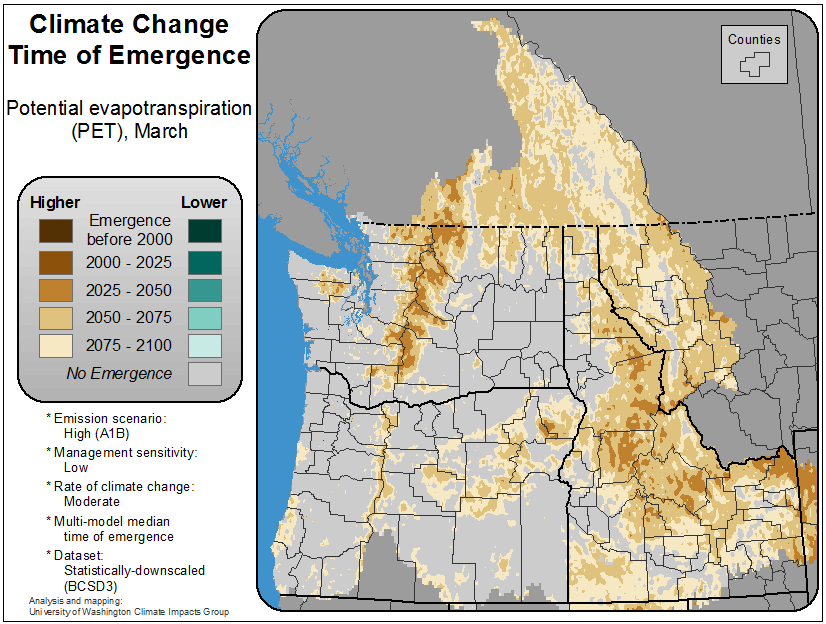 Climate Change
Time of Emergence
Potential evapotranspiration
(PET), March
Higher Lower
Emergence
before 2000
2000 - 2025
2025 - 2050
2050 - 2075
2075 - 2100
No Emergence
* Emission scenario:
High (A1B)
* Management sensitivity:
Low
* Rate of climate change:
Moderate
* Multi-model median
time of emergence
* Dataset:
Statistically-downscaled
(BCSD3)
Analysis and mapping:
University of Washington Climate Impacts Group
Counties